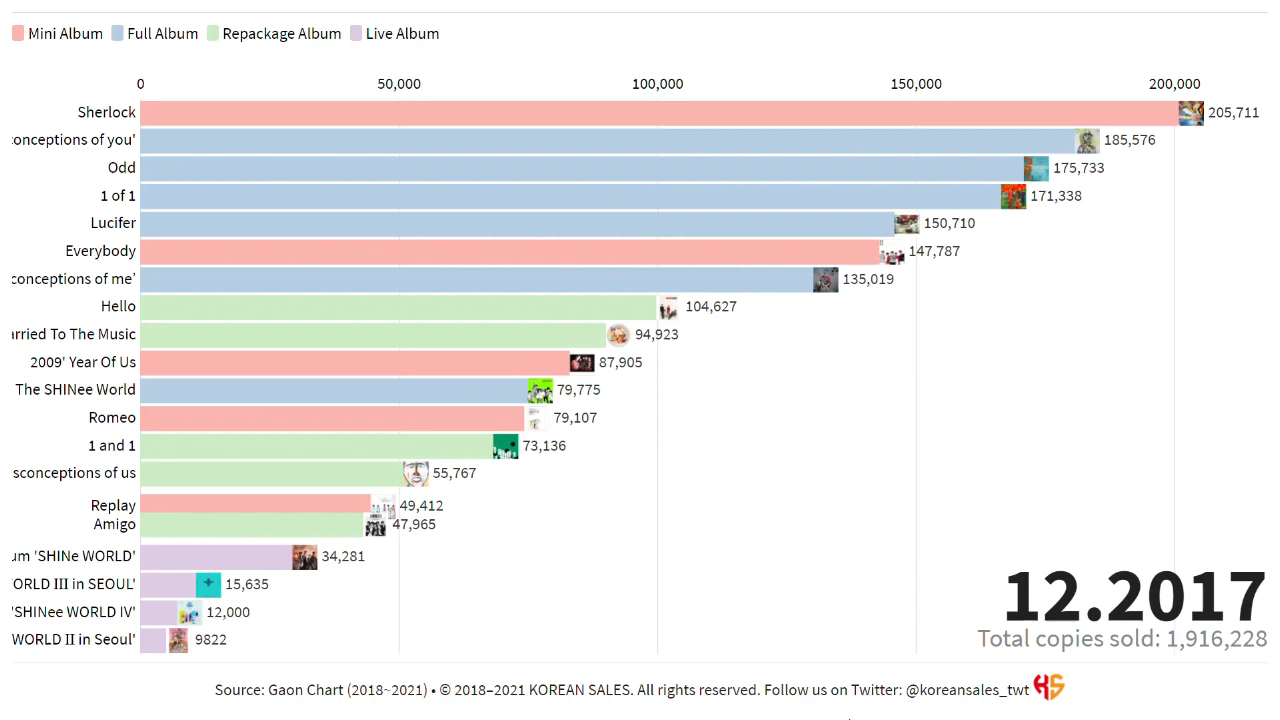 Mini Album Full Album Repackage Album Live Album
0 50,000 100,000 150,000 200,000
Sherlock 205,711
conceptions of you' 185,576
Odd 175,733
1 of 1 171,338
Lucifer 150,710
Everybody 147,787
conceptions of me’ 135,019
Hello 104,627
arried To The Music 94,923
2009' Year Of Us 87,905
The SHINee World 79,775
Romeo 79,107
1 and 1 73,136
sconceptions of us 55,767
Replay 49,412
Amigo 47,965
um 'SHINe WORLD' 34,281
'ORLD III in SEOUL' 15,635
'SHINee WORLD IV' 12,000
WORLD II in Seoul' 9822
12.2017
Total copies sold: 1,916,228
Source: Gaon Chart (2018~2021) • © 2018–2021 KOREAN SALES. All rights reserved. Follow us on Twitter: @koreansales_twt KS